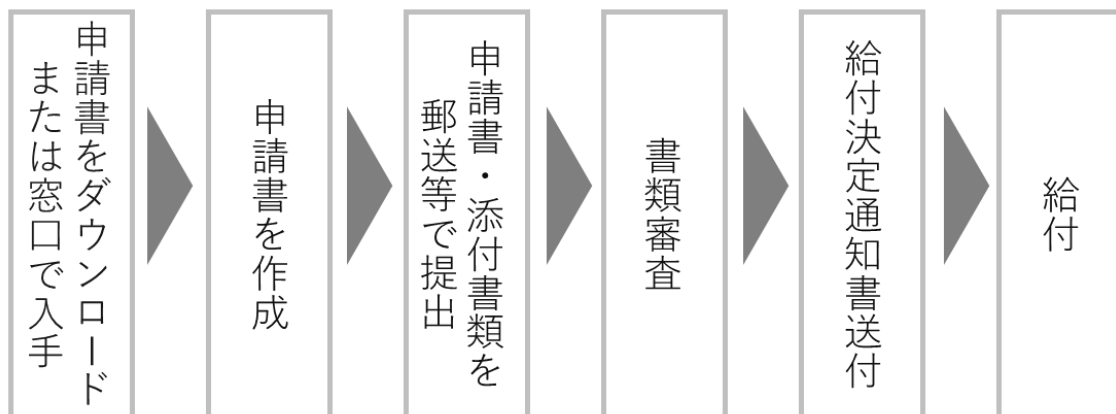 申請書をダウンロード
または窓口で入手
申請書を作成
申請書・添付書類を
郵送等で提出
書類審査
給付決定通知書送付
給付